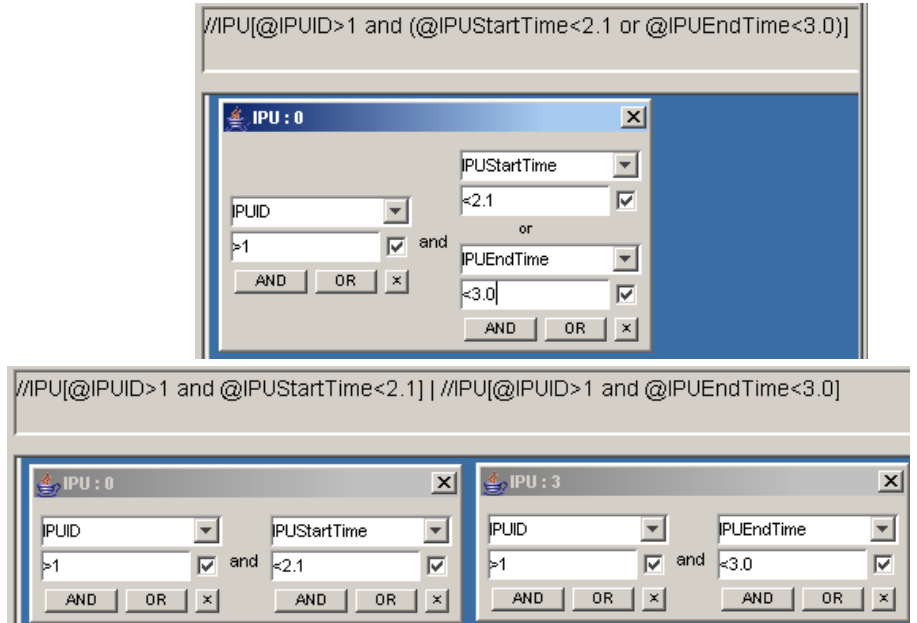 //IPU[@IPUID>1 and (@IPUStartTime<2.1 or @IPUEndTime<3.0)]
IPU : 0
IPUStartTime
<2.1
IPUID
or
>1
and
IPUEndTime
AND OR ×
<3.0
AND OR ×
//IPU[@IPUID>1 and @IPUStartTime<2.1] | //IPU[@IPUID>1 and @IPUEndTime<3.0]
IPU : 0
IPUID IPUStartTime
>1 and <2.1
AND OR × AND OR ×
IPU : 3
IPUID IPUEndTime
>1 and <3.0
AND OR × AND OR ×